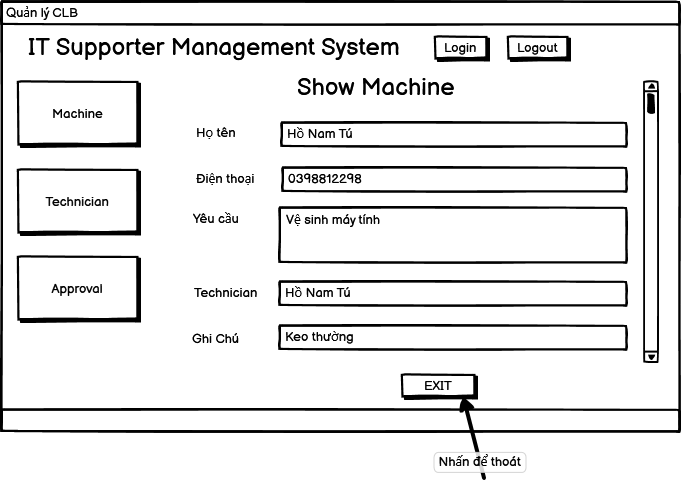 Quản lý CLB
IT Supporter Management System
Login
Logout
Show Machine
Machine
Họ tên
Hồ Nam Tú
Điện thoại
0398812298
Technician
Yêu cầu
Vệ sinh máy tính
Approval
Technician
Hồ Nam Tú
Ghi Chú
Keo thường
EXIT
Nhấn để thoát